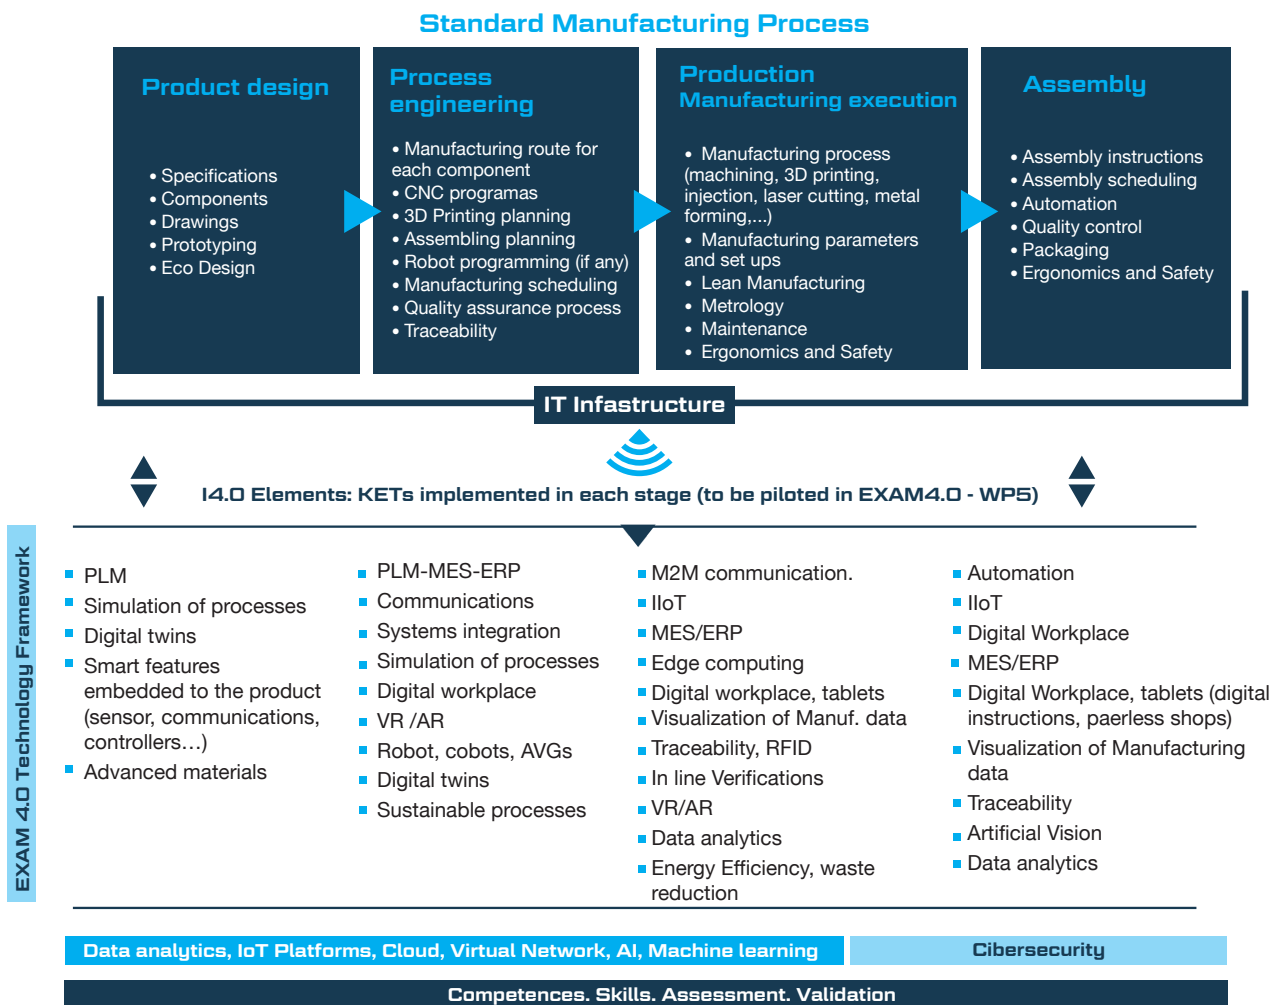 Standard Manufacturing Process
Product design
• Specifications
• Components
• Drawings
• Prototyping
• Eco Design
Process
engineering
• Manufacturing route for
each component
• CNC programas
• 3D Printing planning
• Assembling planning
• Robot programming (if any)
• Manufacturing scheduling
• Quality assurance process
• Traceability
Production
Manufacturing execution
• Manufacturing process
(machining, 3D printing,
injection, laser cutting, metal
forming,...)
• Manufacturing parameters
and set ups
• Lean Manufacturing
• Metrology
• Maintenance
• Ergonomics and Safety
Assembly
• Assembly instructions
• Assembly scheduling
• Automation
• Quality control
• Packaging
• Ergonomics and Safety
IT Infastructure
I4.0 Elements: KETs implemented in each stage (to be piloted in EXAM4.0 - WP5)
EXAM 4.0 Technology Framework
PLM
Simulation of processes
Digital twins
Smart features
embedded to the product
(sensor, communications,
controllers…)
Advanced materials
PLM-MES-ERP
Communications
Systems integration
Simulation of processes
Digital workplace
VR /AR
Robot, cobots, AVGs
Digital twins
Sustainable processes
M2M communication.
IIoT
MES/ERP
Edge computing
Digital workplace, tablets
Visualization of Manuf. data
Traceability, RFID
In line Verifications
VR/AR
Data analytics
Energy Efficiency, waste
reduction
Automation
IIoT
Digital Workplace
MES/ERP
Digital Workplace, tablets (digital
instructions, paerless shops)
Visualization of Manufacturing
data
Traceability
Artificial Vision
Data analytics
Data analytics, IoT Platforms, Cloud, Virtual Network, AI, Machine learning
Cibersecurity
Competences. Skills. Assessment. Validation